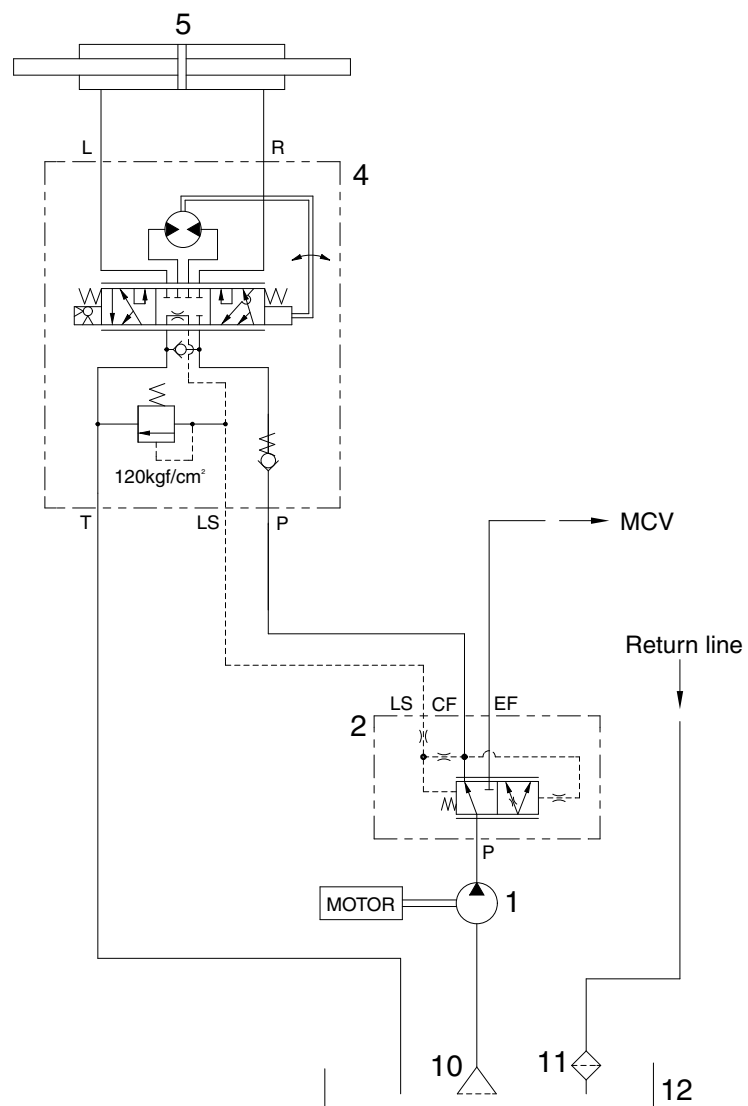 5
L R
4
120kgf/cm²
T LS P
MCV
Return line
LS CF EF
2
P
MOTOR 1
10 11 12